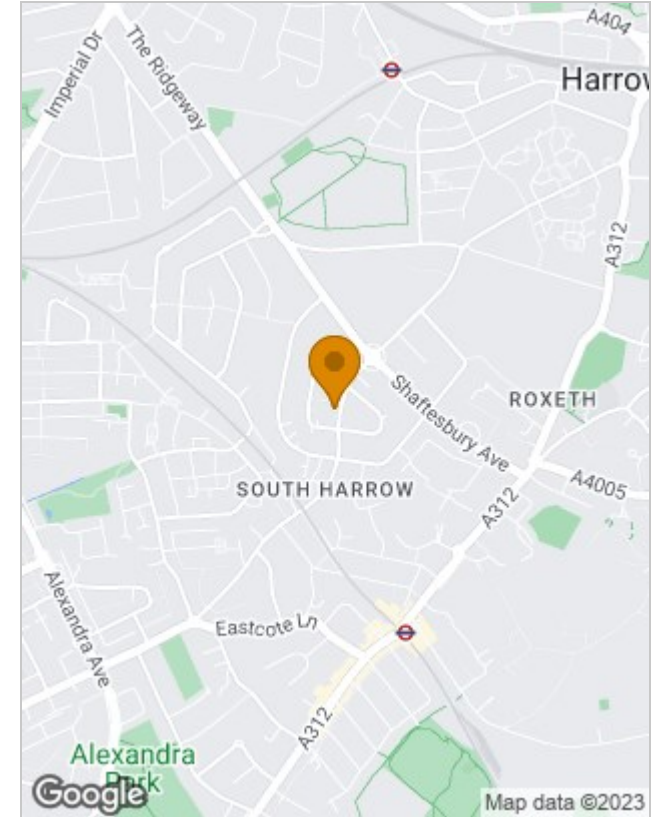 A404
Imperial Dr
The Ridgeway
Harrow
A312
Shaftesbury Ave
ROXETH
SOUTH HARROW
A4005
A312
Alexandra Ave
Eastcote Ln
A312
Alexandra
Park
Google
Map data ©2023